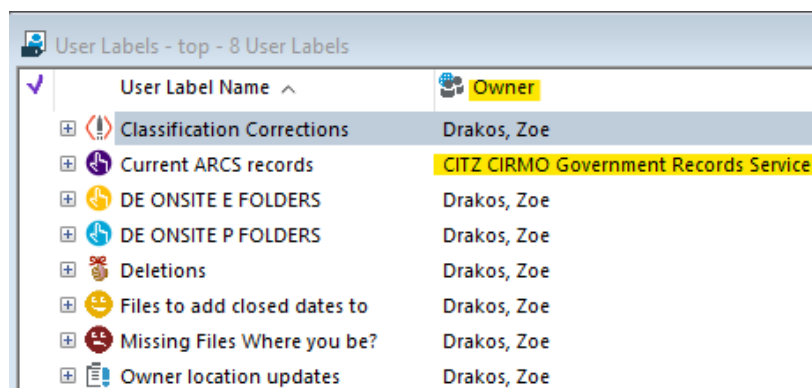 User Labels - top - 8 User Labels
User Label Name Owner
Classification Corrections Drakos, Zoe
Current ARCS records CITZ CIRMO Government Records Service
DE ONSITE E FOLDERS Drakos, Zoe
DE ONSITE P FOLDERS Drakos, Zoe
Deletions Drakos, Zoe
Files to add closed dates to Drakos, Zoe
Missing Files Where you be? Drakos, Zoe
Owner location updates Drakos, Zoe